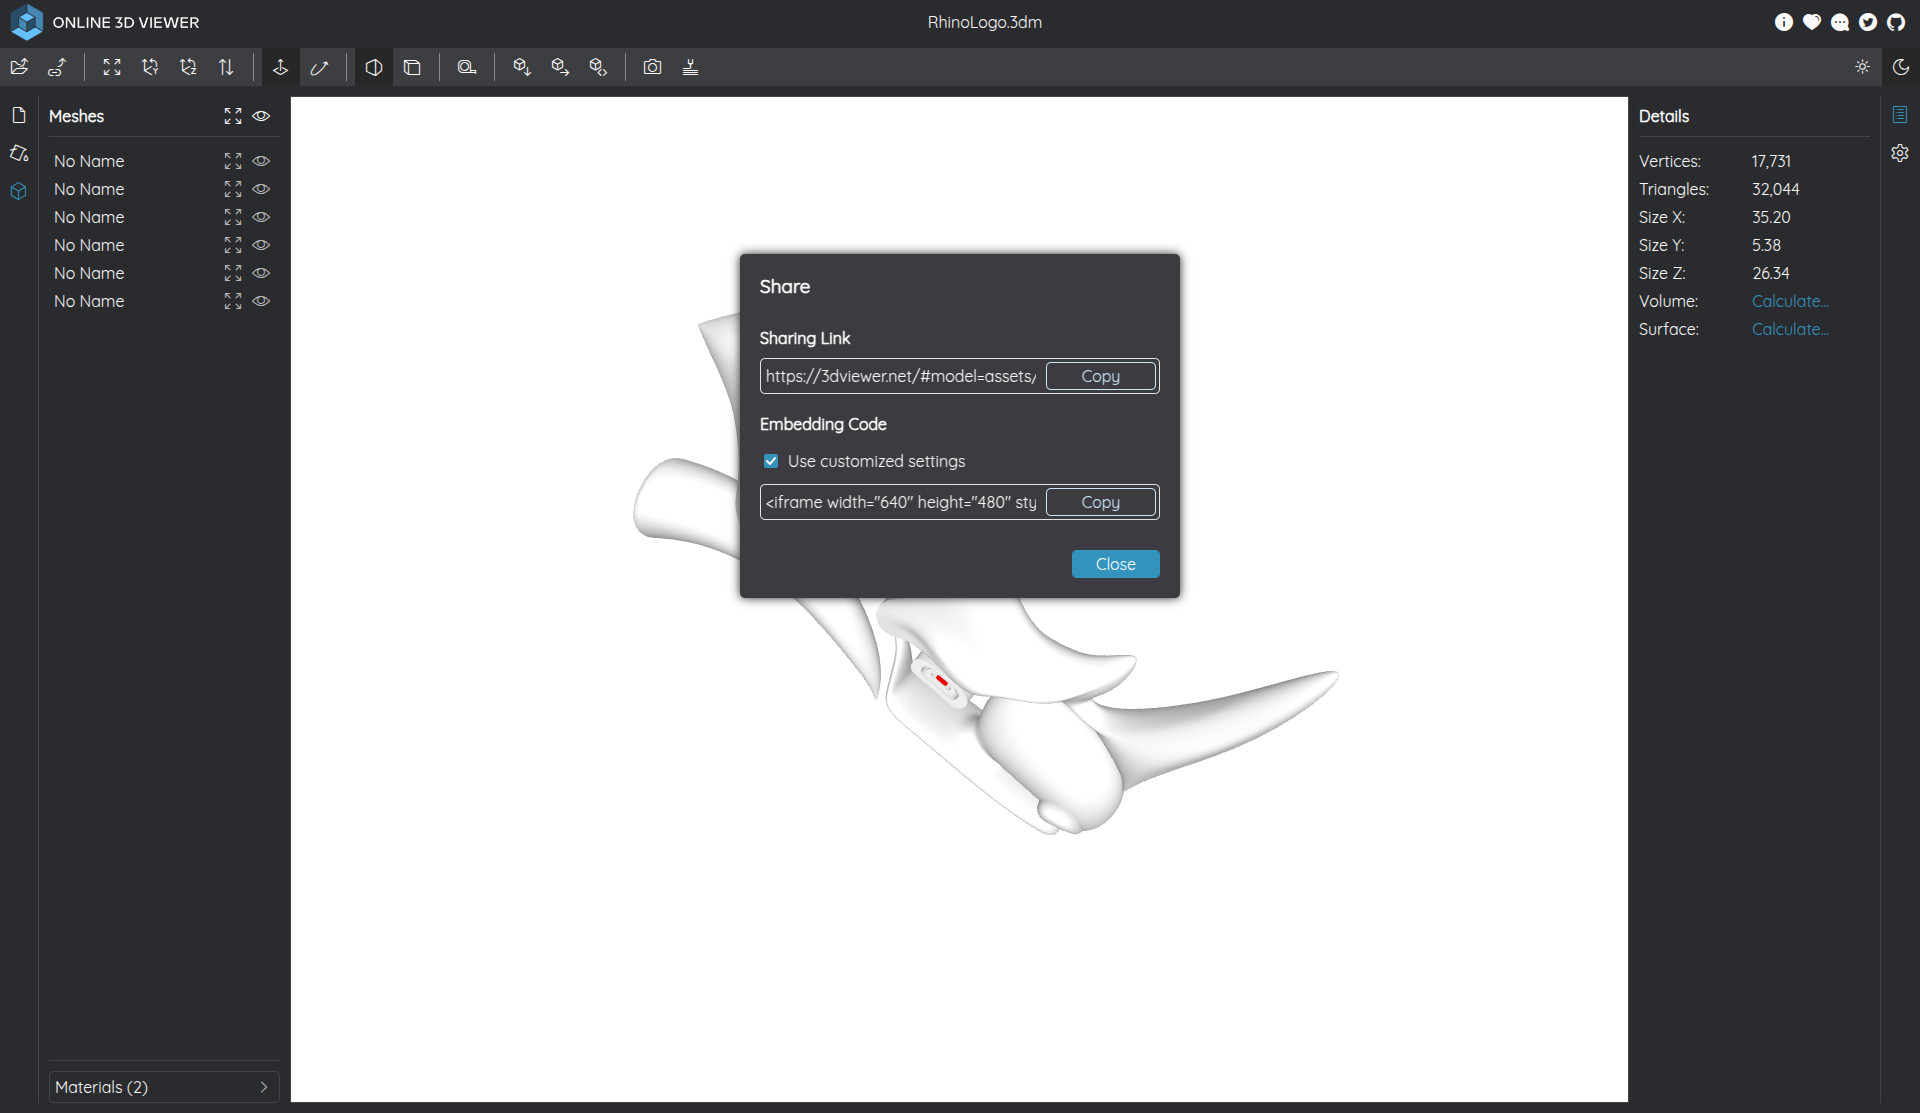 ONLINE 3D VIEWER
RhinoLogo.3dm
Meshes
No Name
No Name
No Name
No Name
No Name
No Name
Materials (2)
Share
Sharing Link
https://3dviewer.net/#model=assets/
Copy
Embedding Code
Use customized settings
<iframe width="640" height="480" sty
Copy
Close
Details
Vertices: 17,731
Triangles: 32,044
Size X: 35.20
Size Y: 5.38
Size Z: 26.34
Volume: Calculate...
Surface: Calculate...